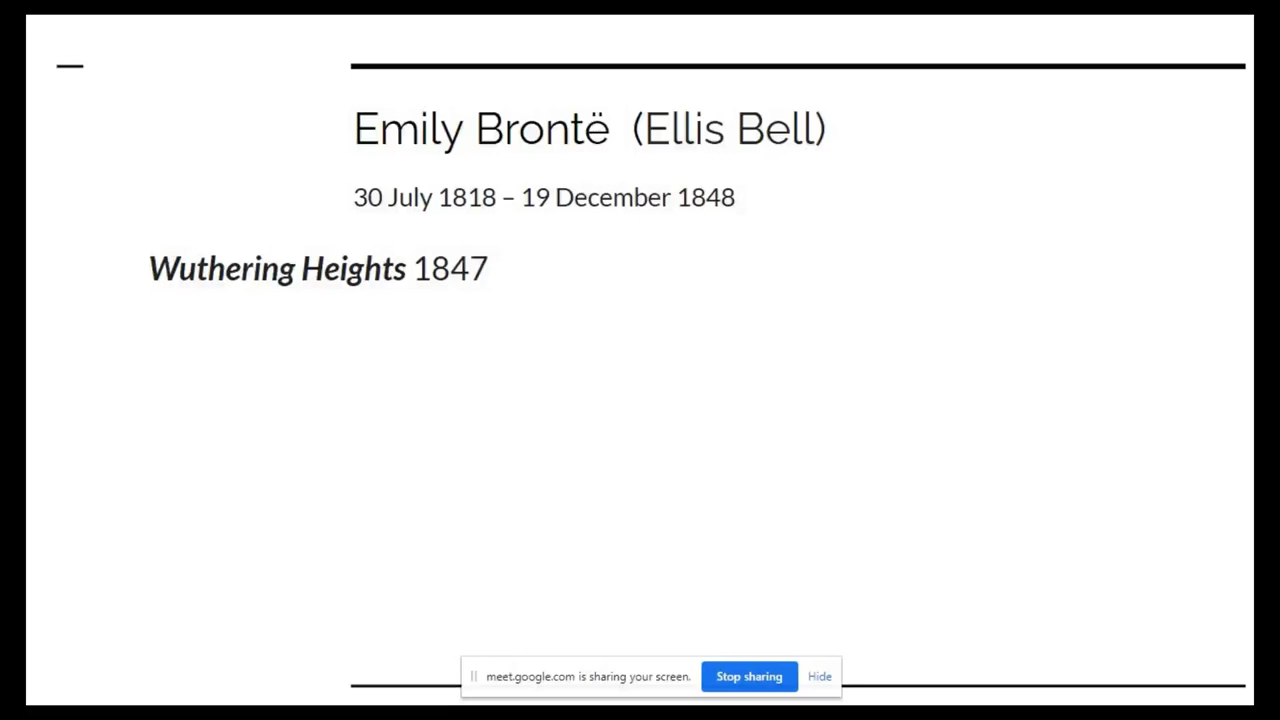 Emily Brontë (Ellis Bell)
30 July 1818 – 19 December 1848
Wuthering Heights 1847
meet.google.com is sharing your screen. Stop sharing Hide